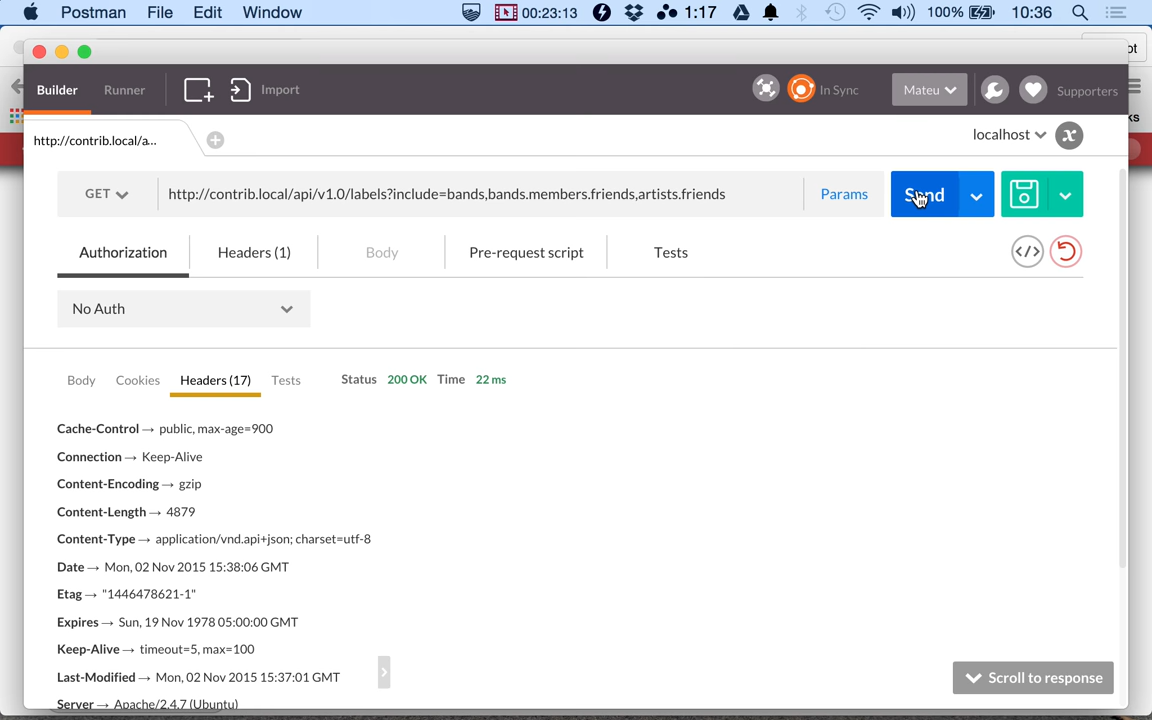 Postman File Edit Window 00:23:13 1:17 100% 10:36
Builder Runner Import In Sync Mateu Supporters
http://contrib.local/a... localhost x
GET http://contrib.local/api/v1.0/labels?include=bands,bands.members.friends,artists.friends Params Send
Authorization Headers (1) Body Pre-request script Tests </>
No Auth
Body Cookies Headers (17) Tests Status 200 OK Time 22 ms
Cache-Control → public, max-age=900
Connection → Keep-Alive
Content-Encoding → gzip
Content-Length → 4879
Content-Type → application/vnd.api+json; charset=utf-8
Date → Mon, 02 Nov 2015 15:38:06 GMT
Etag → "1446478621-1"
Expires → Sun, 19 Nov 1978 05:00:00 GMT
Keep-Alive → timeout=5, max=100
Last-Modified → Mon, 02 Nov 2015 15:37:01 GMT
Scroll to response
Server → Apache/2.4.7 (Ubuntu)